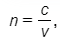 n = c/v,